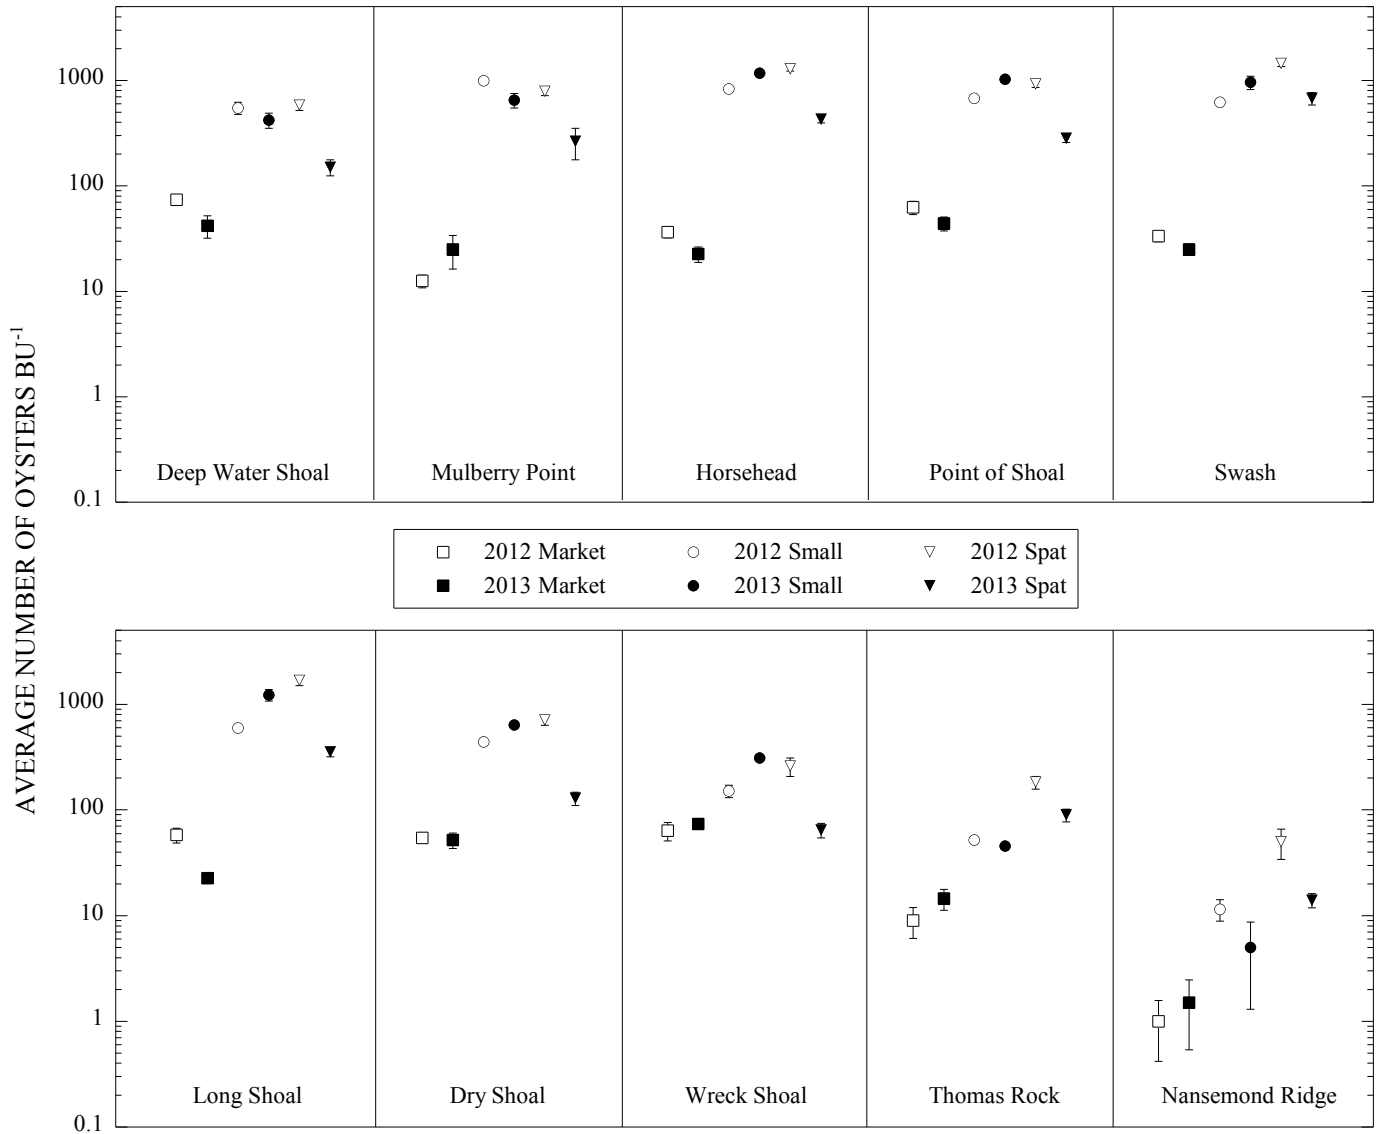 1000
100
10
1
0.1
Deep Water Shoal
Mulberry Point
Horsehead
Point of Shoal
Swash
AVERAGE NUMBER OF OYSTERS BU⁻¹
2012 Market
2012 Small
2012 Spat
2013 Market
2013 Small
2013 Spat
1000
100
10
1
0.1
Long Shoal
Dry Shoal
Wreck Shoal
Thomas Rock
Nansemond Ridge